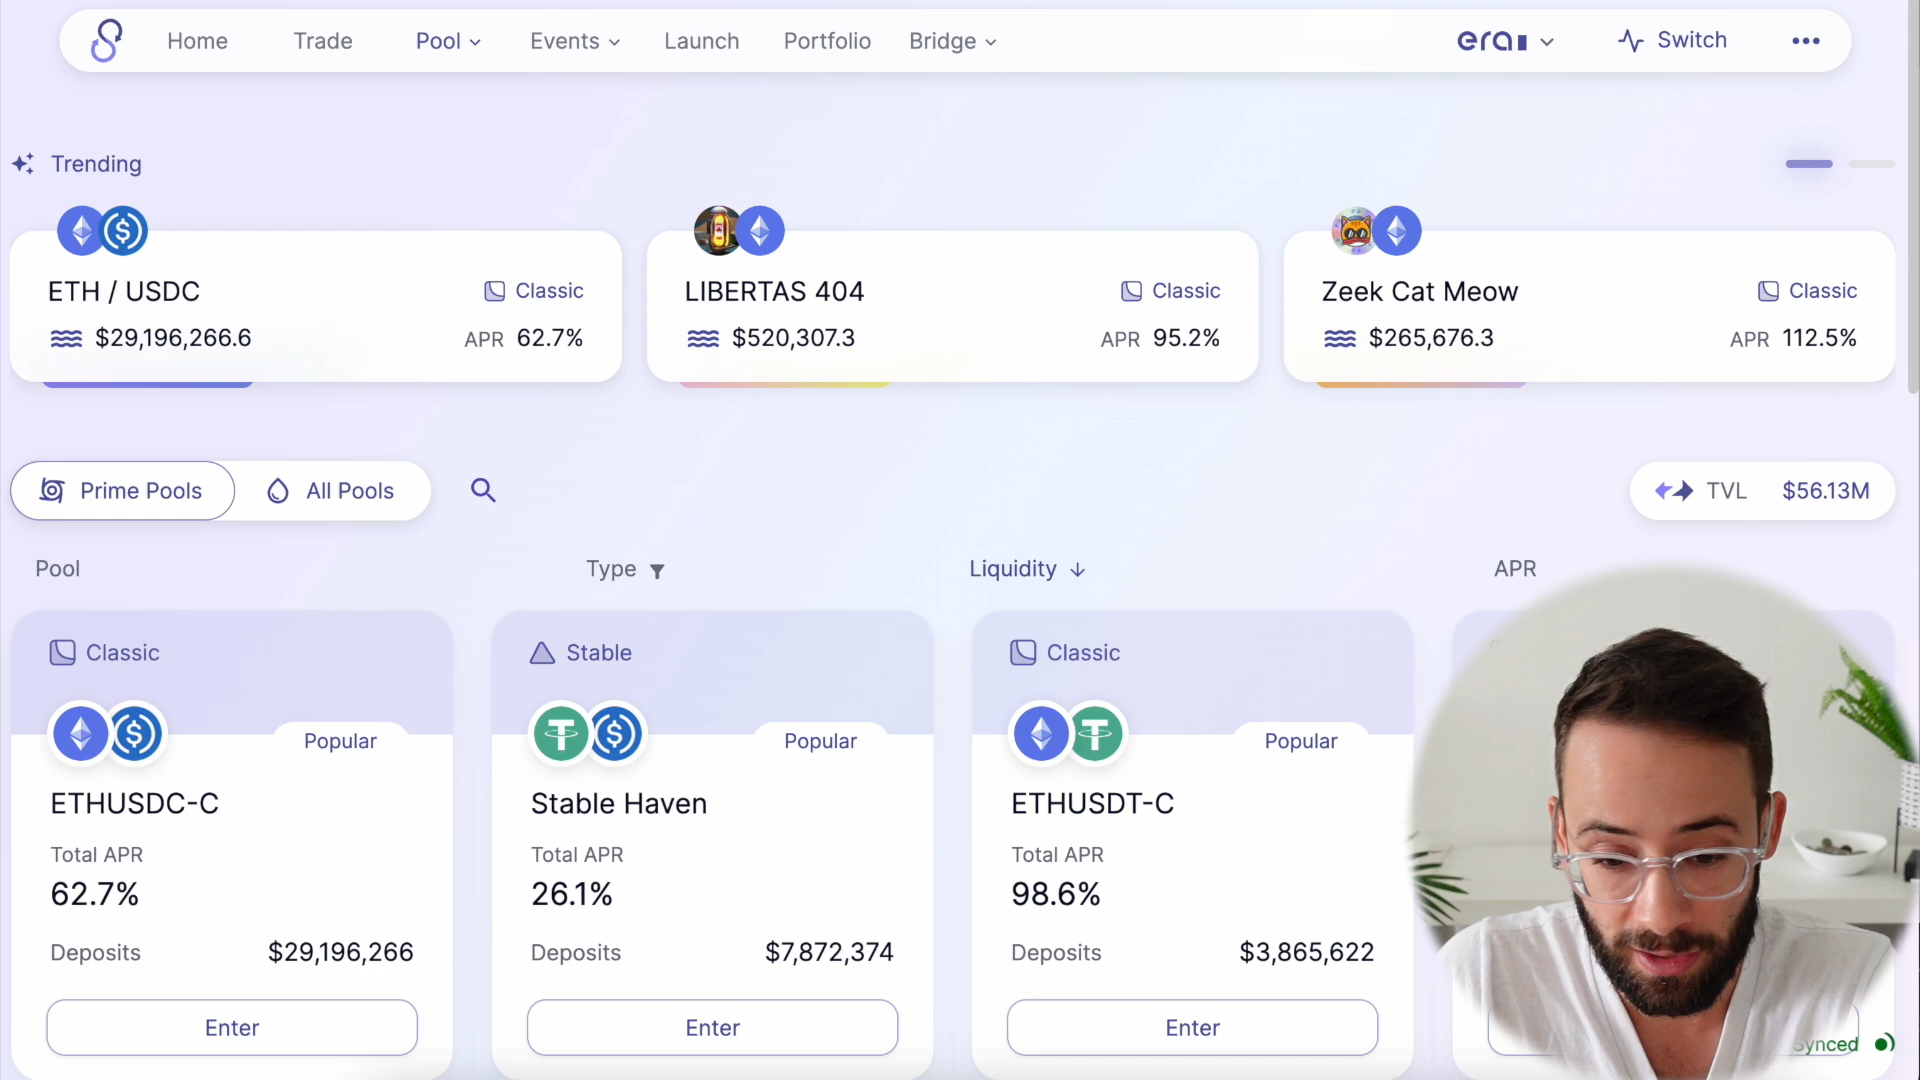 Home Trade Pool Events Launch Portfolio Bridge era Switch
Trending
ETH / USDC Classic
$29,196,266.6 APR 62.7%
LIBERTAS 404 Classic
$520,307.3 APR 95.2%
Zeek Cat Meow Classic
$265,676.3 APR 112.5%
Prime Pools All Pools TVL $56.13M
Pool Type Liquidity APR
Classic
Popular
ETHUSDC-C
Total APR
62.7%
Deposits $29,196,266
Enter
Stable
Popular
Stable Haven
Total APR
26.1%
Deposits $7,872,374
Enter
Classic
Popular
ETHUSDT-C
Total APR
98.6%
Deposits $3,865,622
Enter
Synced